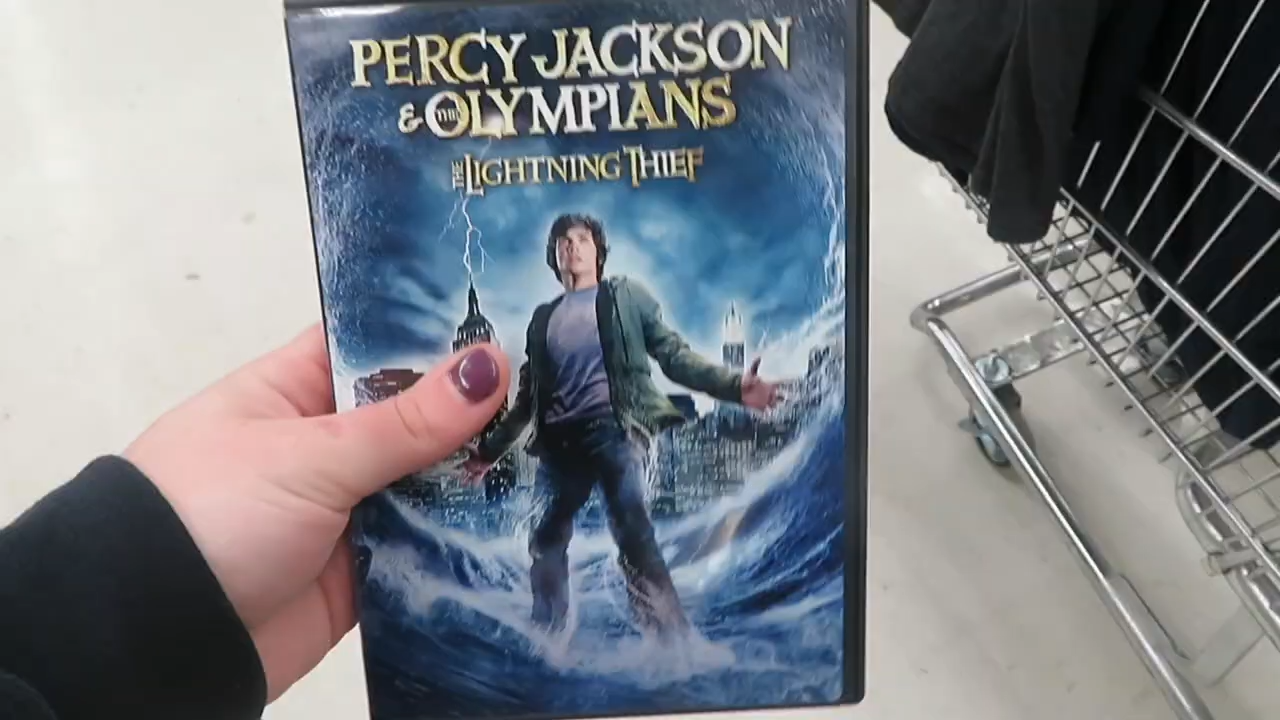 PERCY JACKSON
& THE OLYMPIANS
THE LIGHTNING THIEF